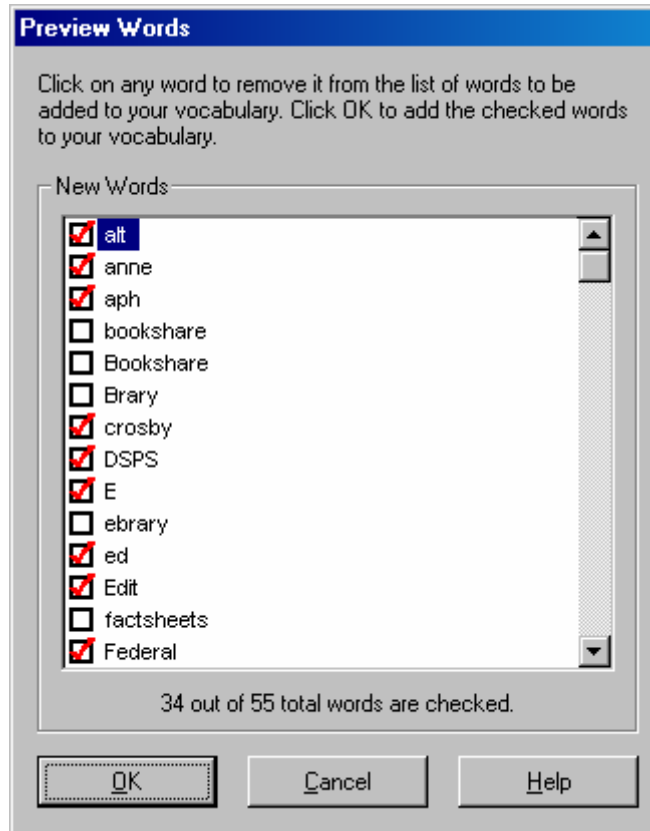 Preview Words
Click on any word to remove it from the list of words to be
added to your vocabulary. Click OK to add the checked words
to your vocabulary.
New Words
alt
anne
aph
bookshare
Bookshare
Brary
crosby
DSPS
E
ebrary
ed
Edit
factsheets
Federal
34 out of 55 total words are checked.
OK Cancel Help